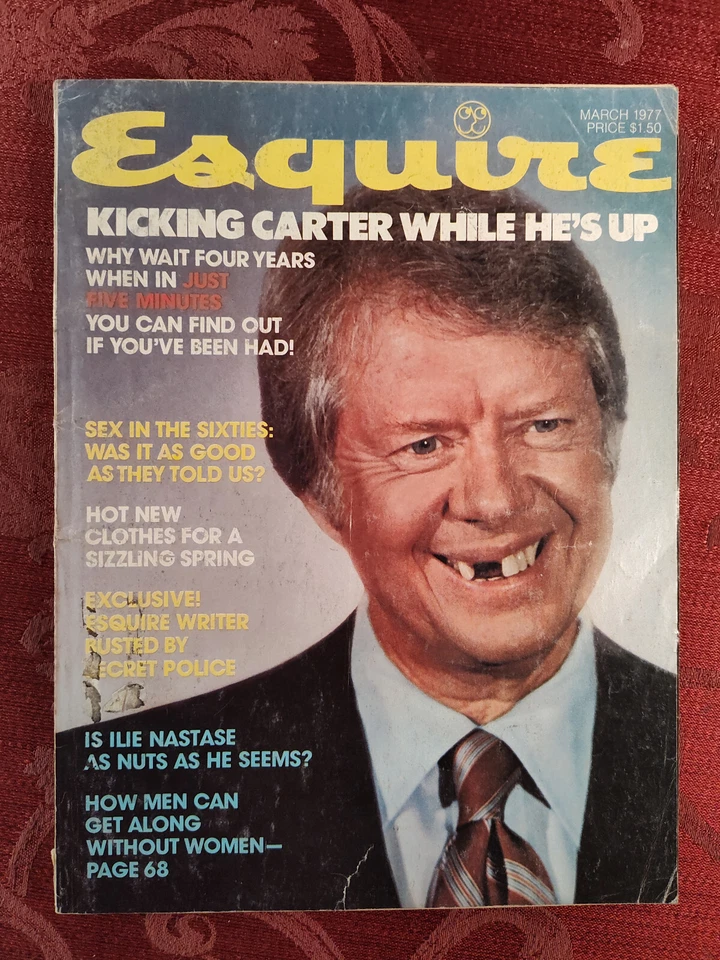 MARCH 1977
PRICE $1.50
Esquire
KICKING CARTER WHILE HE'S UP
WHY WAIT FOUR YEARS
WHEN IN JUST
FIVE MINUTES
YOU CAN FIND OUT
IF YOU'VE BEEN HAD!
SEX IN THE SIXTIES:
WAS IT AS GOOD
AS THEY TOLD US?
HOT NEW
CLOTHES FOR A
SIZZLING SPRING
EXCLUSIVE!
ESQUIRE WRITER
BUSTED BY
SECRET POLICE
IS ILIE NASTASE
AS NUTS AS HE SEEMS?
HOW MEN CAN
GET ALONG
WITHOUT WOMEN—
PAGE 68